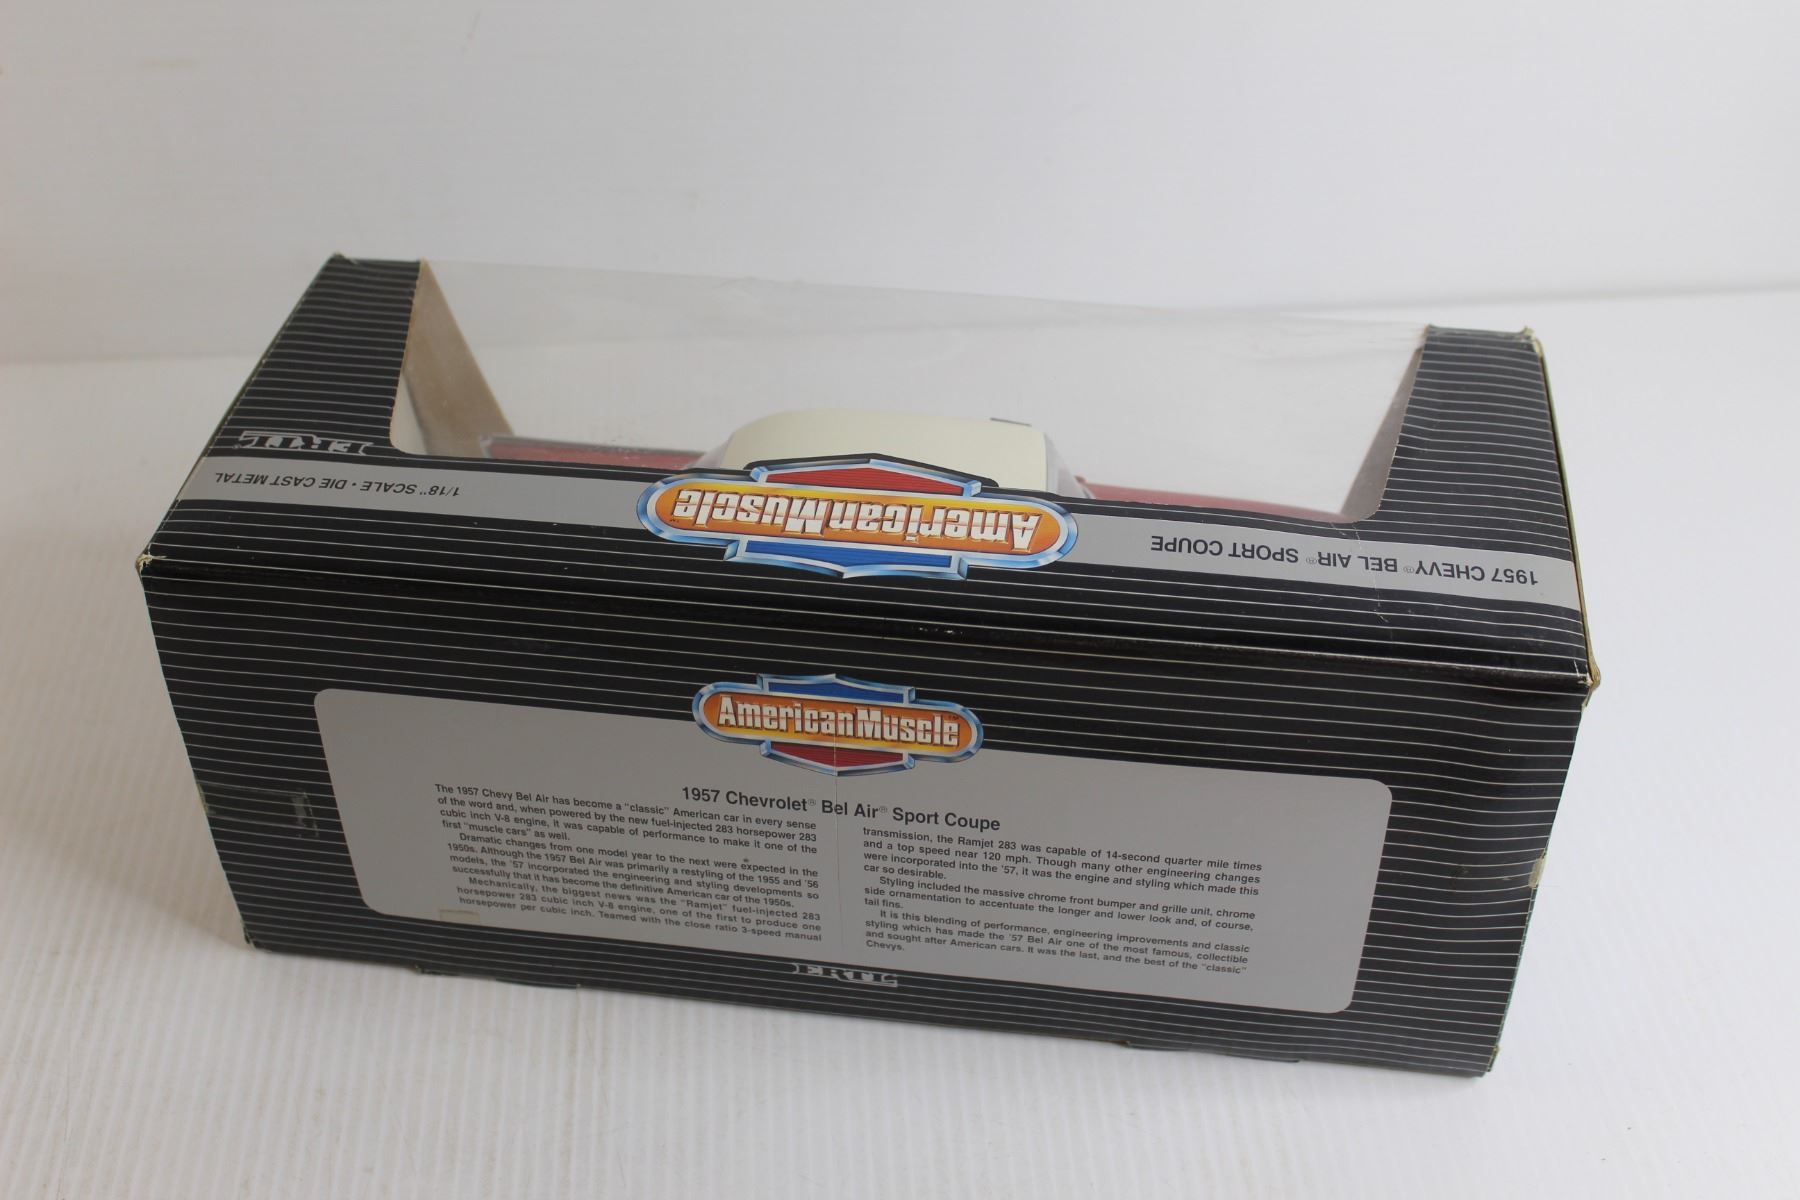 ERTL
1/18" SCALE • DIE CAST METAL
AmericanMuscle™
1957 CHEVY® BEL AIR® SPORT COUPE
AmericanMuscle™
1957 Chevrolet® Bel Air® Sport Coupe
The 1957 Chevy Bel Air has become a "classic" American car in every sense
of the word and, when powered by the new fuel-injected 283 horsepower 283
cubic inch V-8 engine, it was capable of performance to make it one of the
first "muscle cars" as well.
Dramatic changes from one model year to the next were expected in the
1950s. Although the 1957 Bel Air was primarily a restyling of the 1955 and '56
models, the '57 incorporated the engineering and styling developments so
successfully that it has become the definitive American car of the 1950s.
Mechanically, the biggest news was the "Ramjet" fuel-injected 283
horsepower 283 cubic inch V-8 engine, one of the first to produce one
horsepower per cubic inch. Teamed with the close ratio 3-speed manual
transmission, the Ramjet 283 was capable of 14-second quarter mile times
and a top speed near 120 mph. Though many other engineering changes
were incorporated into the '57, it was the engine and styling which made this
car so desirable.
Styling included the massive chrome front bumper and grille unit, chrome
side ornamentation to accentuate the longer and lower look and, of course,
tail fins.
It is this blending of performance, engineering improvements and classic
styling which has made the '57 Bel Air one of the most famous, collectible
and sought after American cars. It was the last, and the best of the "classic"
Chevys.
ERTL